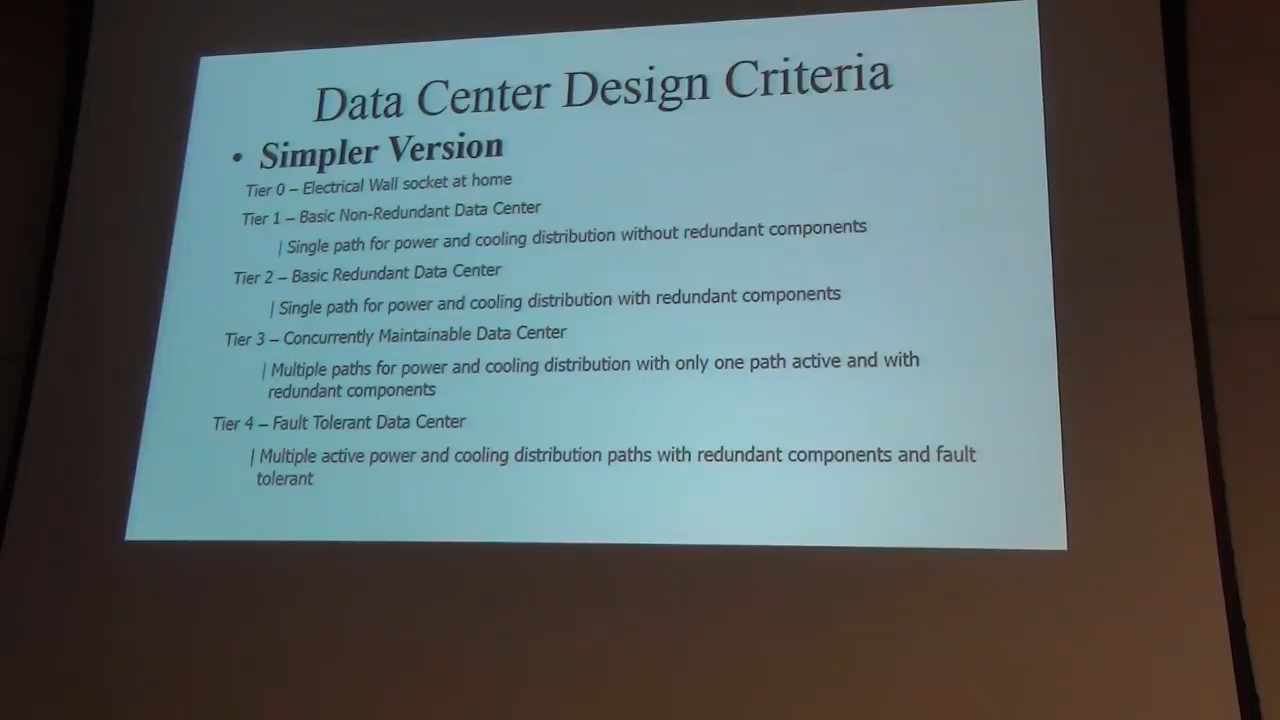 Data Center Design Criteria
• Simpler Version
Tier 0 – Electrical Wall socket at home
Tier 1 – Basic Non-Redundant Data Center
| Single path for power and cooling distribution without redundant components
Tier 2 – Basic Redundant Data Center
| Single path for power and cooling distribution with redundant components
Tier 3 – Concurrently Maintainable Data Center
| Multiple paths for power and cooling distribution with only one path active and with
redundant components
Tier 4 – Fault Tolerant Data Center
| Multiple active power and cooling distribution paths with redundant components and fault
tolerant